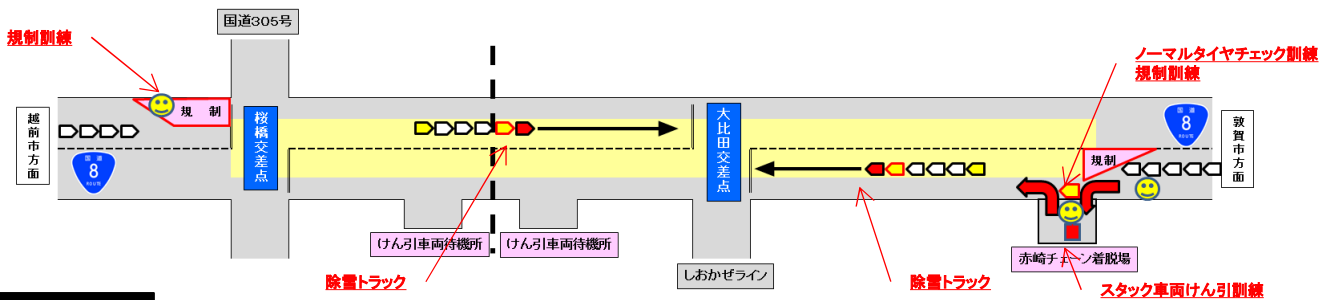 国道305号
規制訓練
ノーマルタイヤチェック訓練
規制訓練
越前市方面
規 制
桜橋交差点
大比田交差点
国道
8
ROUTE
敦賀市方面
規制
国道
8
ROUTE
けん引車両待機所
けん引車両待機所
赤崎チェーン着脱場
しおかぜライン
除雪トラック
除雪トラック
スタック車両けん引訓練